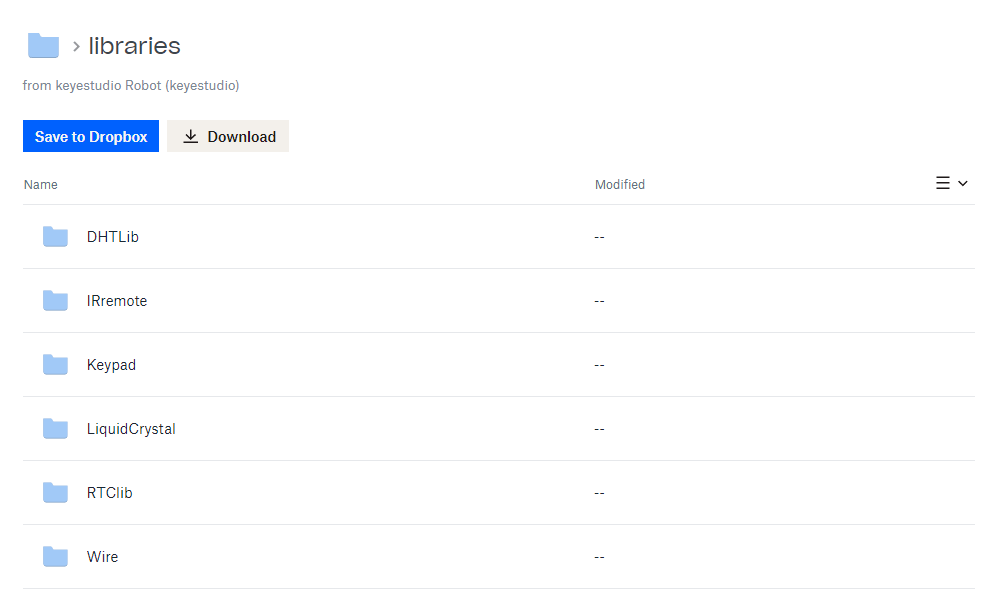 › libraries
from keyestudio Robot (keyestudio)
Save to Dropbox Download
Name Modified
DHTLib --
IRremote --
Keypad --
LiquidCrystal --
RTClib --
Wire --